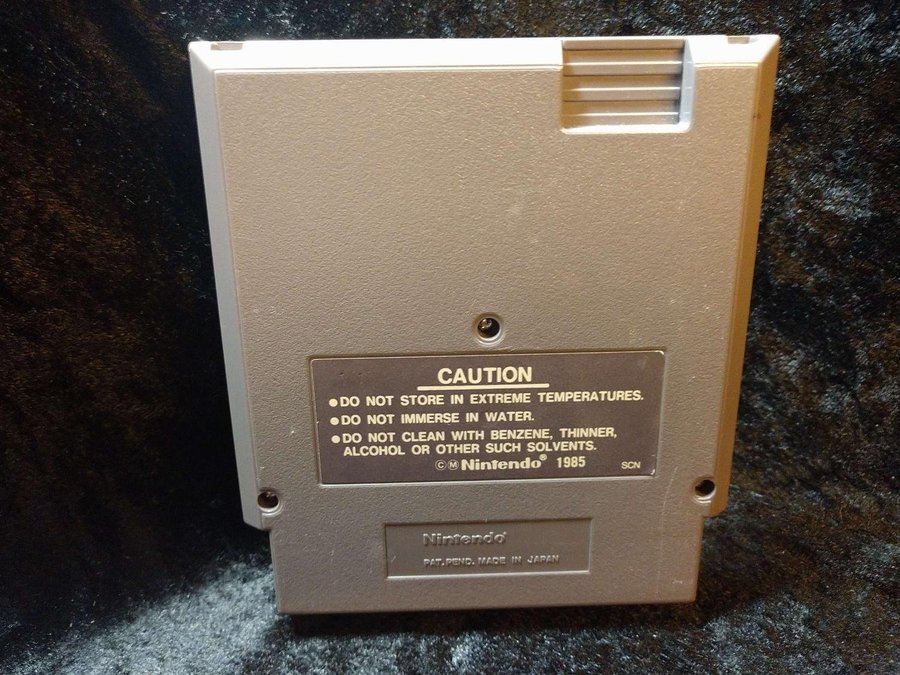 CAUTION
●DO NOT STORE IN EXTREME TEMPERATURES.
●DO NOT IMMERSE IN WATER.
●DO NOT CLEAN WITH BENZENE, THINNER,
ALCOHOL OR OTHER SUCH SOLVENTS.
©Ⓜ Nintendo® 1985 SCN
Nintendo®
PAT. PEND. MADE IN JAPAN